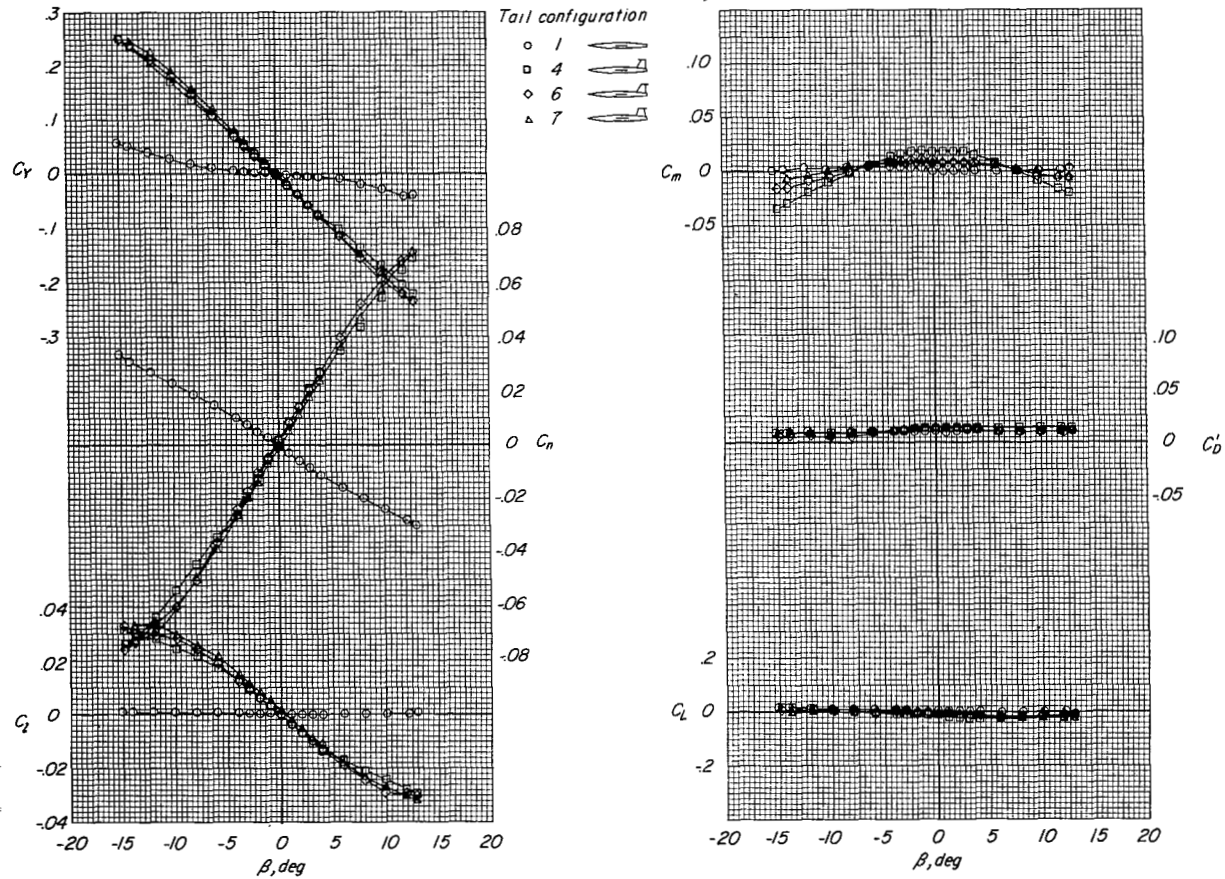 Tail configuration
1
4
6
7
.3
.2
.1
C_Y 0
-.1
-.2
-.3
.08
.06
.04
.02
0 C_n
-.02
-.04
-.06
-.08
.04
.02
0
C_l
-.02
-.04
-20 -15 -10 -5 0 5 10 15 20
β, deg
.10
.05
C_m 0
-.05
.10
.05
0 C'_D
-.05
.2
C_L 0
-.2
-20 -15 -10 -5 0 5 10 15 20
β, deg